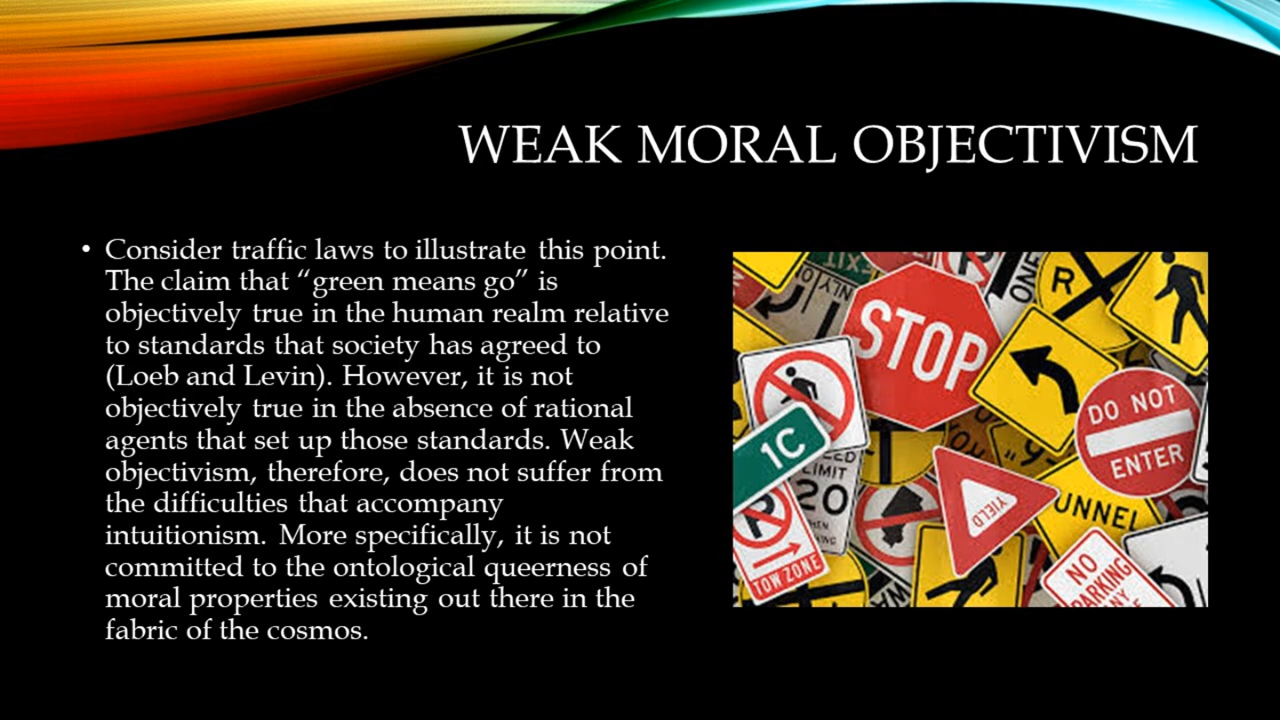 WEAK MORAL OBJECTIVISM
• Consider traffic laws to illustrate this point.
The claim that “green means go” is
objectively true in the human realm relative
to standards that society has agreed to
(Loeb and Levin). However, it is not
objectively true in the absence of rational
agents that set up those standards. Weak
objectivism, therefore, does not suffer from
the difficulties that accompany
intuitionism. More specifically, it is not
committed to the ontological queerness of
moral properties existing out there in the
fabric of the cosmos.
EXIT
ONLY
ONE
R
STOP
DO NOT
ENTER
1C
LIMIT
20
YIELD
UNNEL
P
TOW ZONE
NO
PARKING
ANY